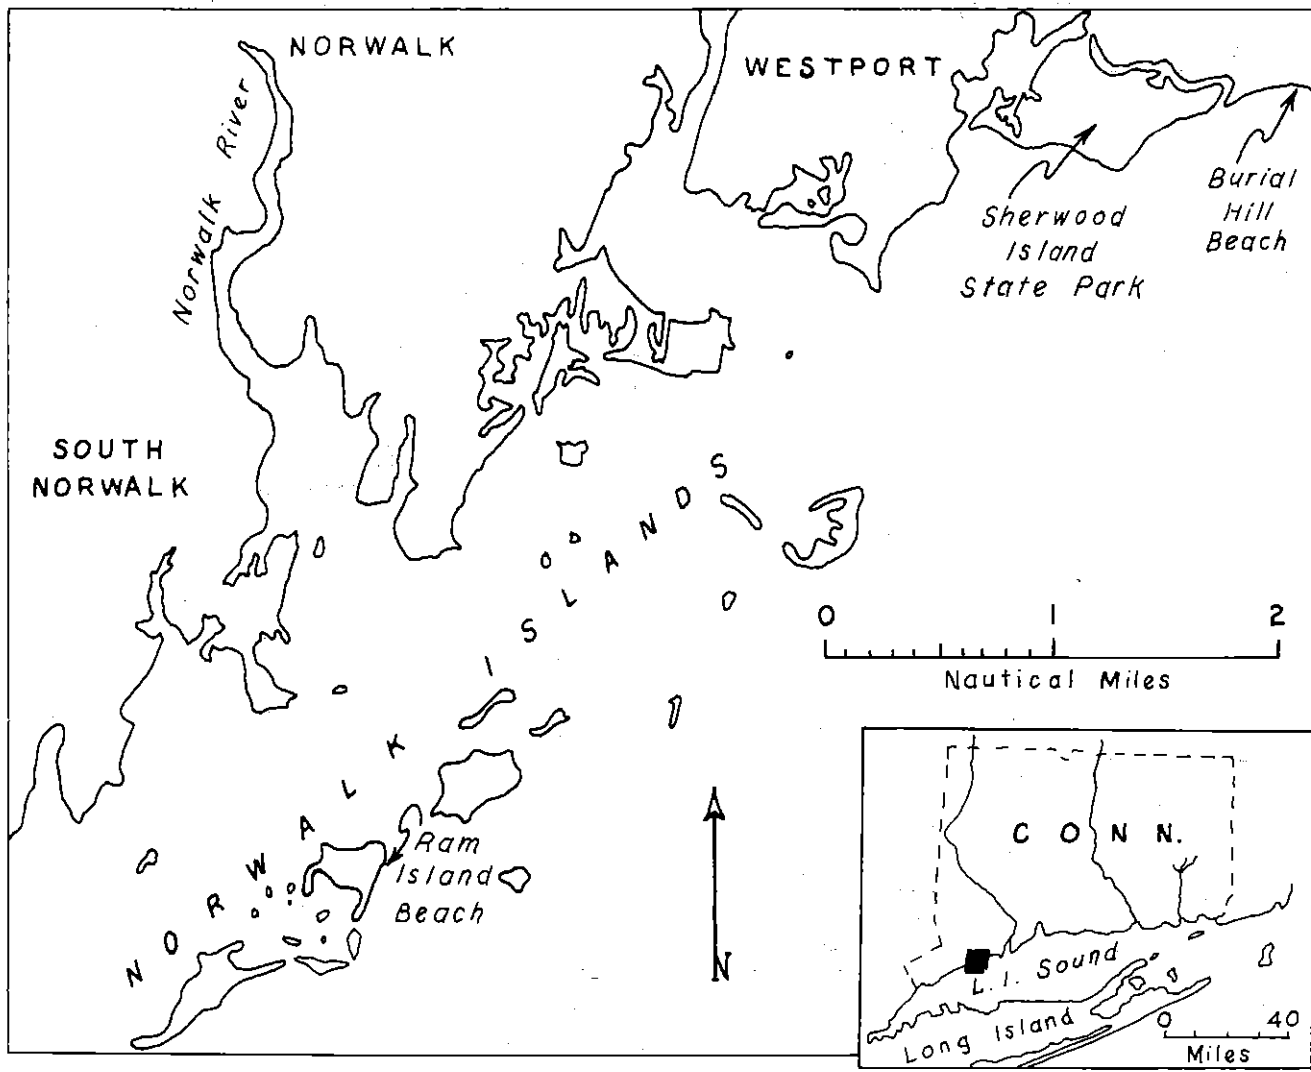 NORWALK
WESTPORT
Norwalk River
Burial
Hill
Beach
Sherwood
Island
State Park
SOUTH
NORWALK
NORWALK ISLANDS
0 1 2
Nautical Miles
Ram
Island
Beach
N
CONN.
L.I. Sound
Long Island
0 40
Miles